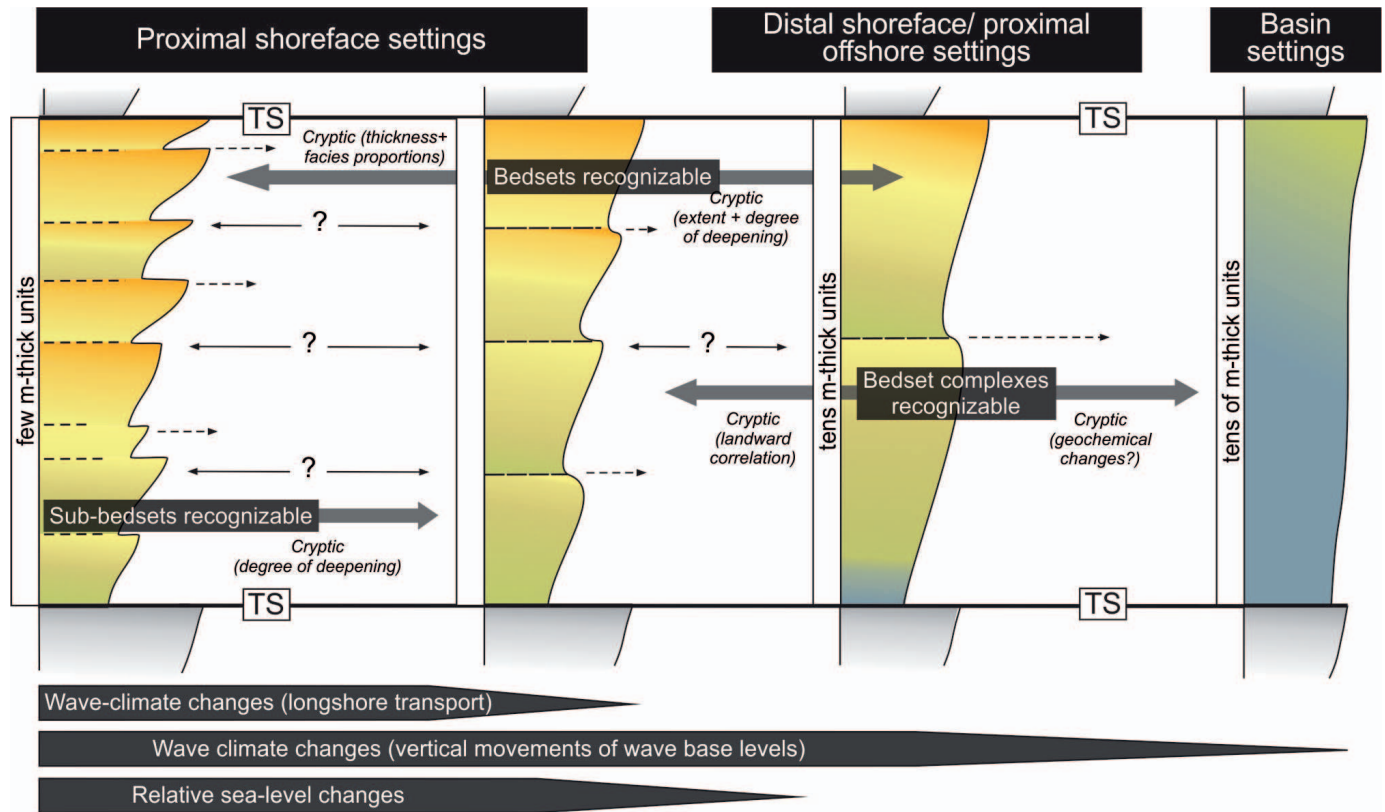 Proximal shoreface settings
Distal shoreface/ proximal
offshore settings
Basin
settings
TS
TS
Cryptic (thickness+
facies proportions)
Bedsets recognizable
Cryptic
(extent + degree
of deepening)
?
?
?
?
few m-thick units
tens m-thick units
tens of m-thick units
Bedset complexes
recognizable
Cryptic
(landward
correlation)
Cryptic
(geochemical
changes?)
?
Sub-bedsets recognizable
Cryptic
(degree of deepening)
TS
TS
Wave-climate changes (longshore transport)
Wave climate changes (vertical movements of wave base levels)
Relative sea-level changes